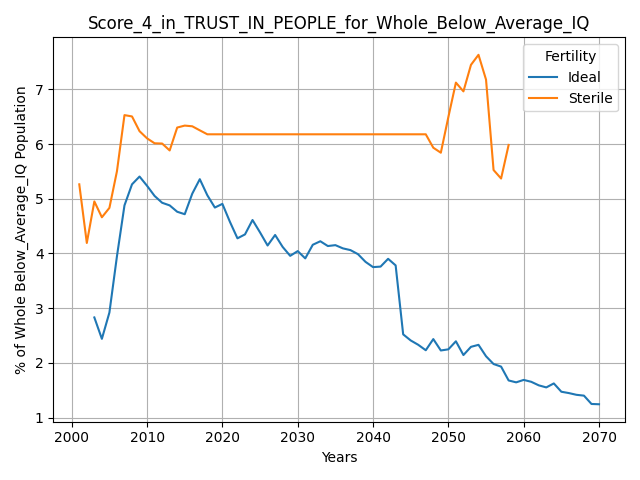 Score_4_in_TRUST_IN_PEOPLE_for_Whole_Below_Average_IQ
% of Whole Below_Average_IQ Population
7
6
5
4
3
2
1
Fertility
Ideal
Sterile
2000 2010 2020 2030 2040 2050 2060 2070
Years